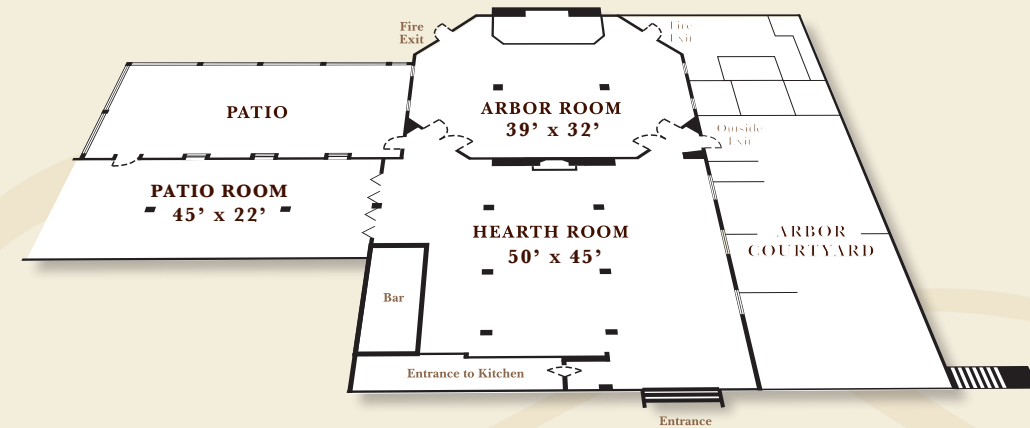 Fire
Exit
Fire
Exit
PATIO
ARBOR ROOM
39’ x 32’
Outside
Exit
PATIO ROOM
45’ x 22’
HEARTH ROOM
50’ x 45’
ARBOR
COURTYARD
Bar
Entrance to Kitchen
Entrance